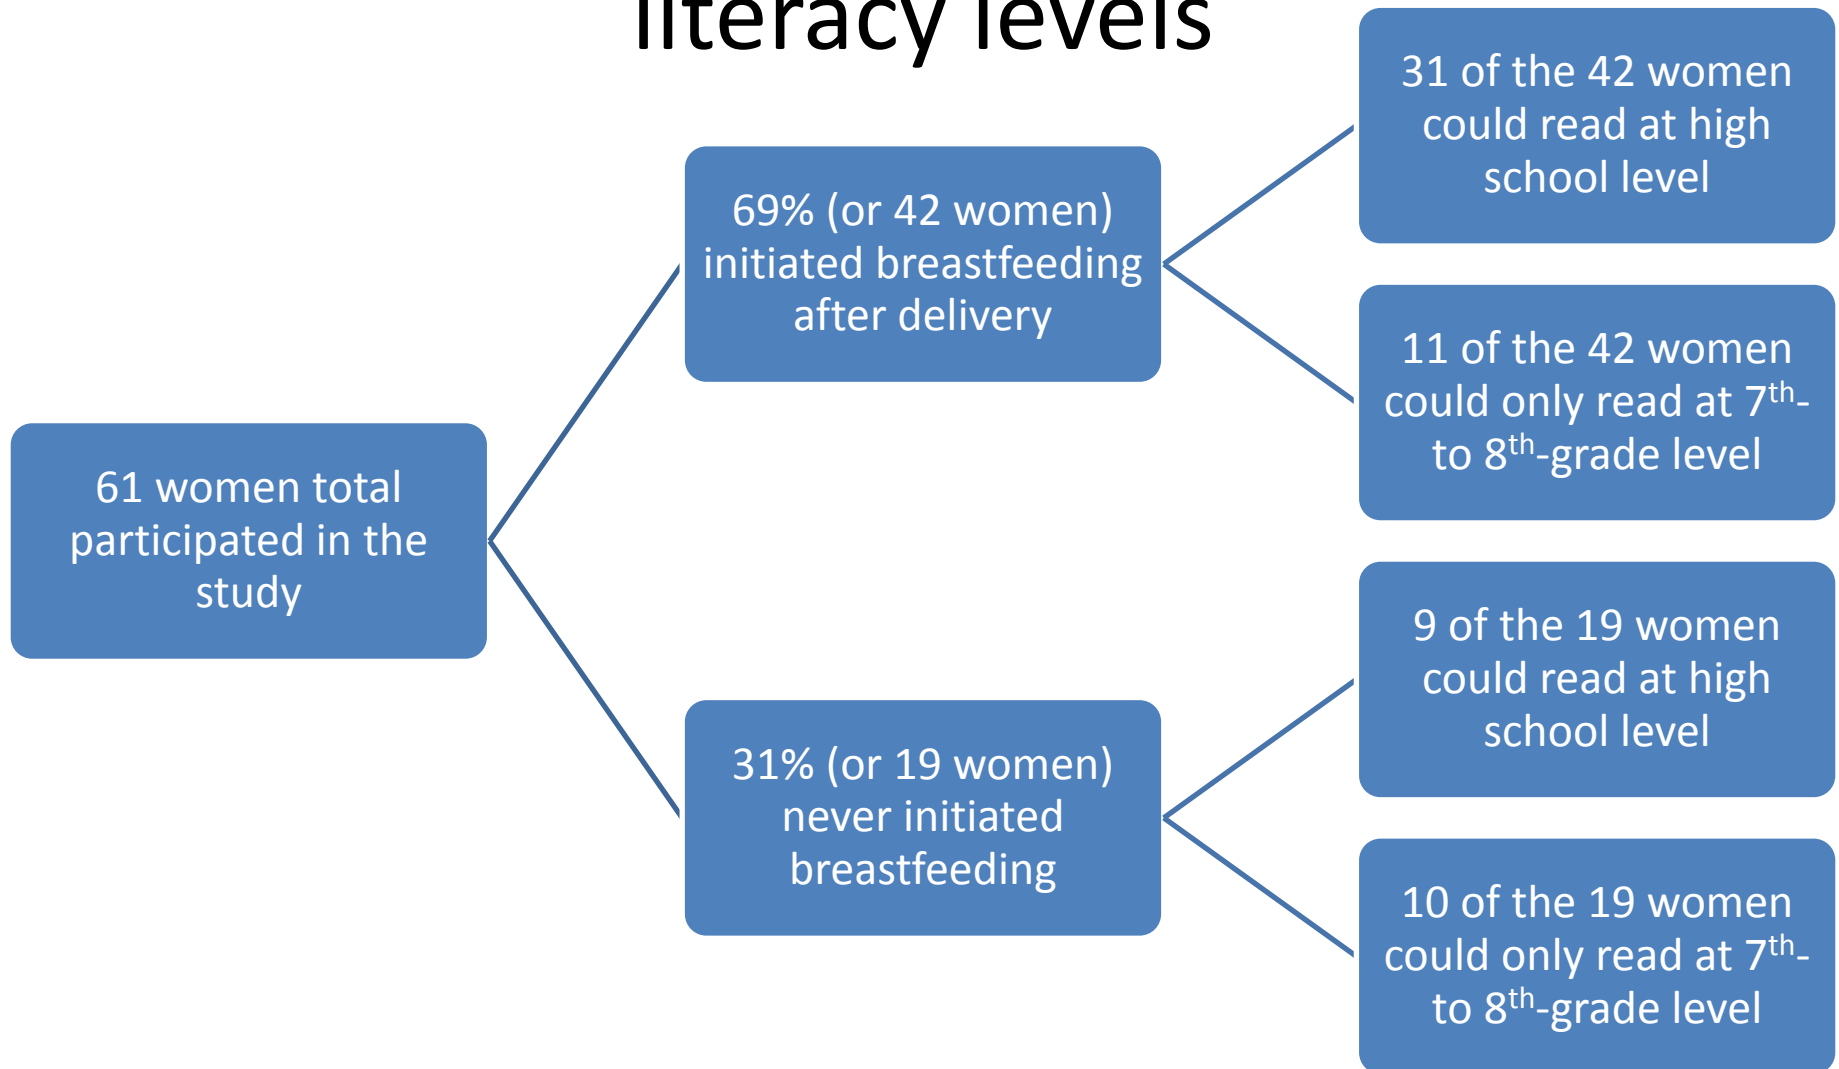 literacy levels
61 women total
participated in the
study
69% (or 42 women)
initiated breastfeeding
after delivery
31% (or 19 women)
never initiated
breastfeeding
31 of the 42 women
could read at high
school level
11 of the 42 women
could only read at 7th-
to 8th-grade level
9 of the 19 women
could read at high
school level
10 of the 19 women
could only read at 7th-
to 8th-grade level